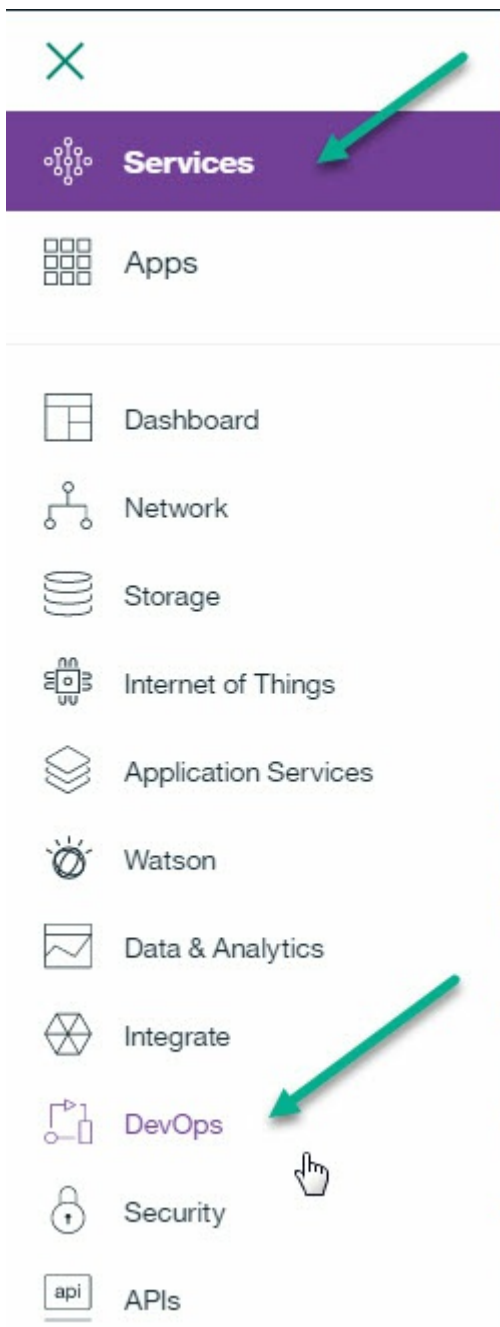 Services
Apps
Dashboard
Network
Storage
Internet of Things
Application Services
Watson
Data & Analytics
Integrate
DevOps
Security
api
APIs